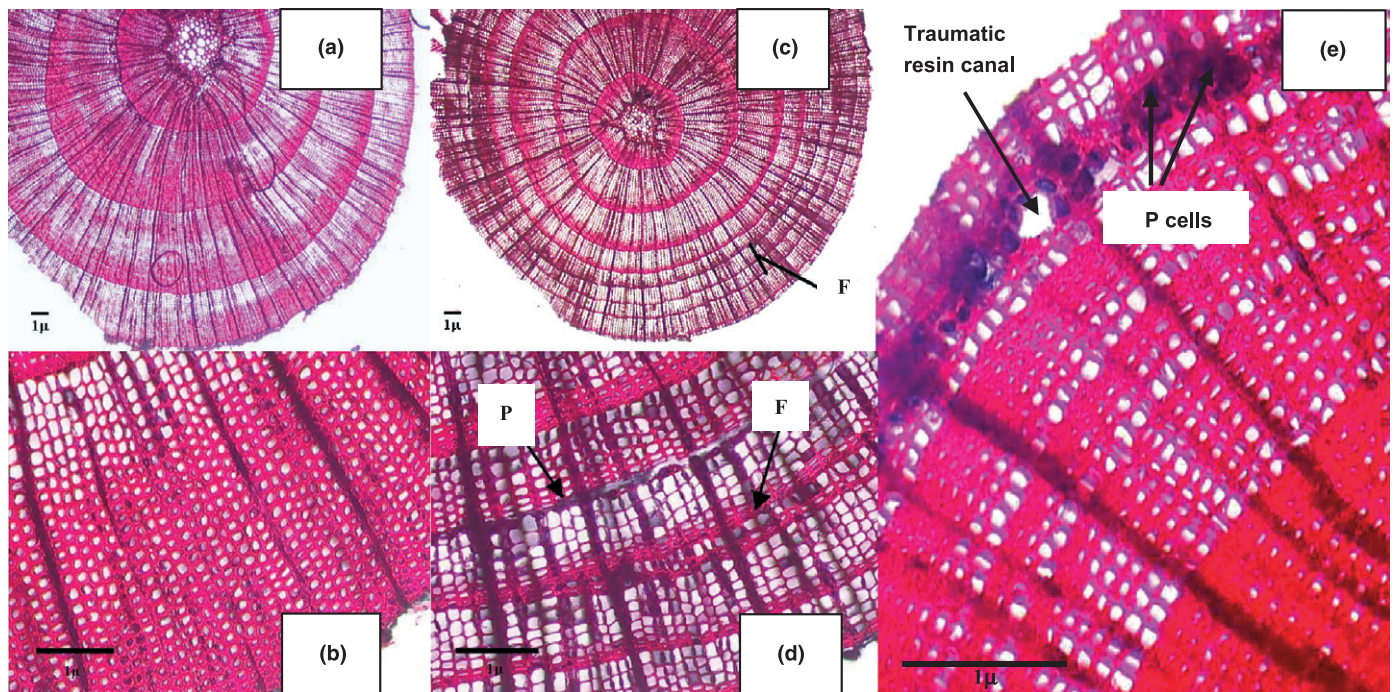 (a)
1μ
(b)
1μ
(c)
F
1μ
P
F
(d)
1μ
Traumatic
resin canal
(e)
P cells
1μ